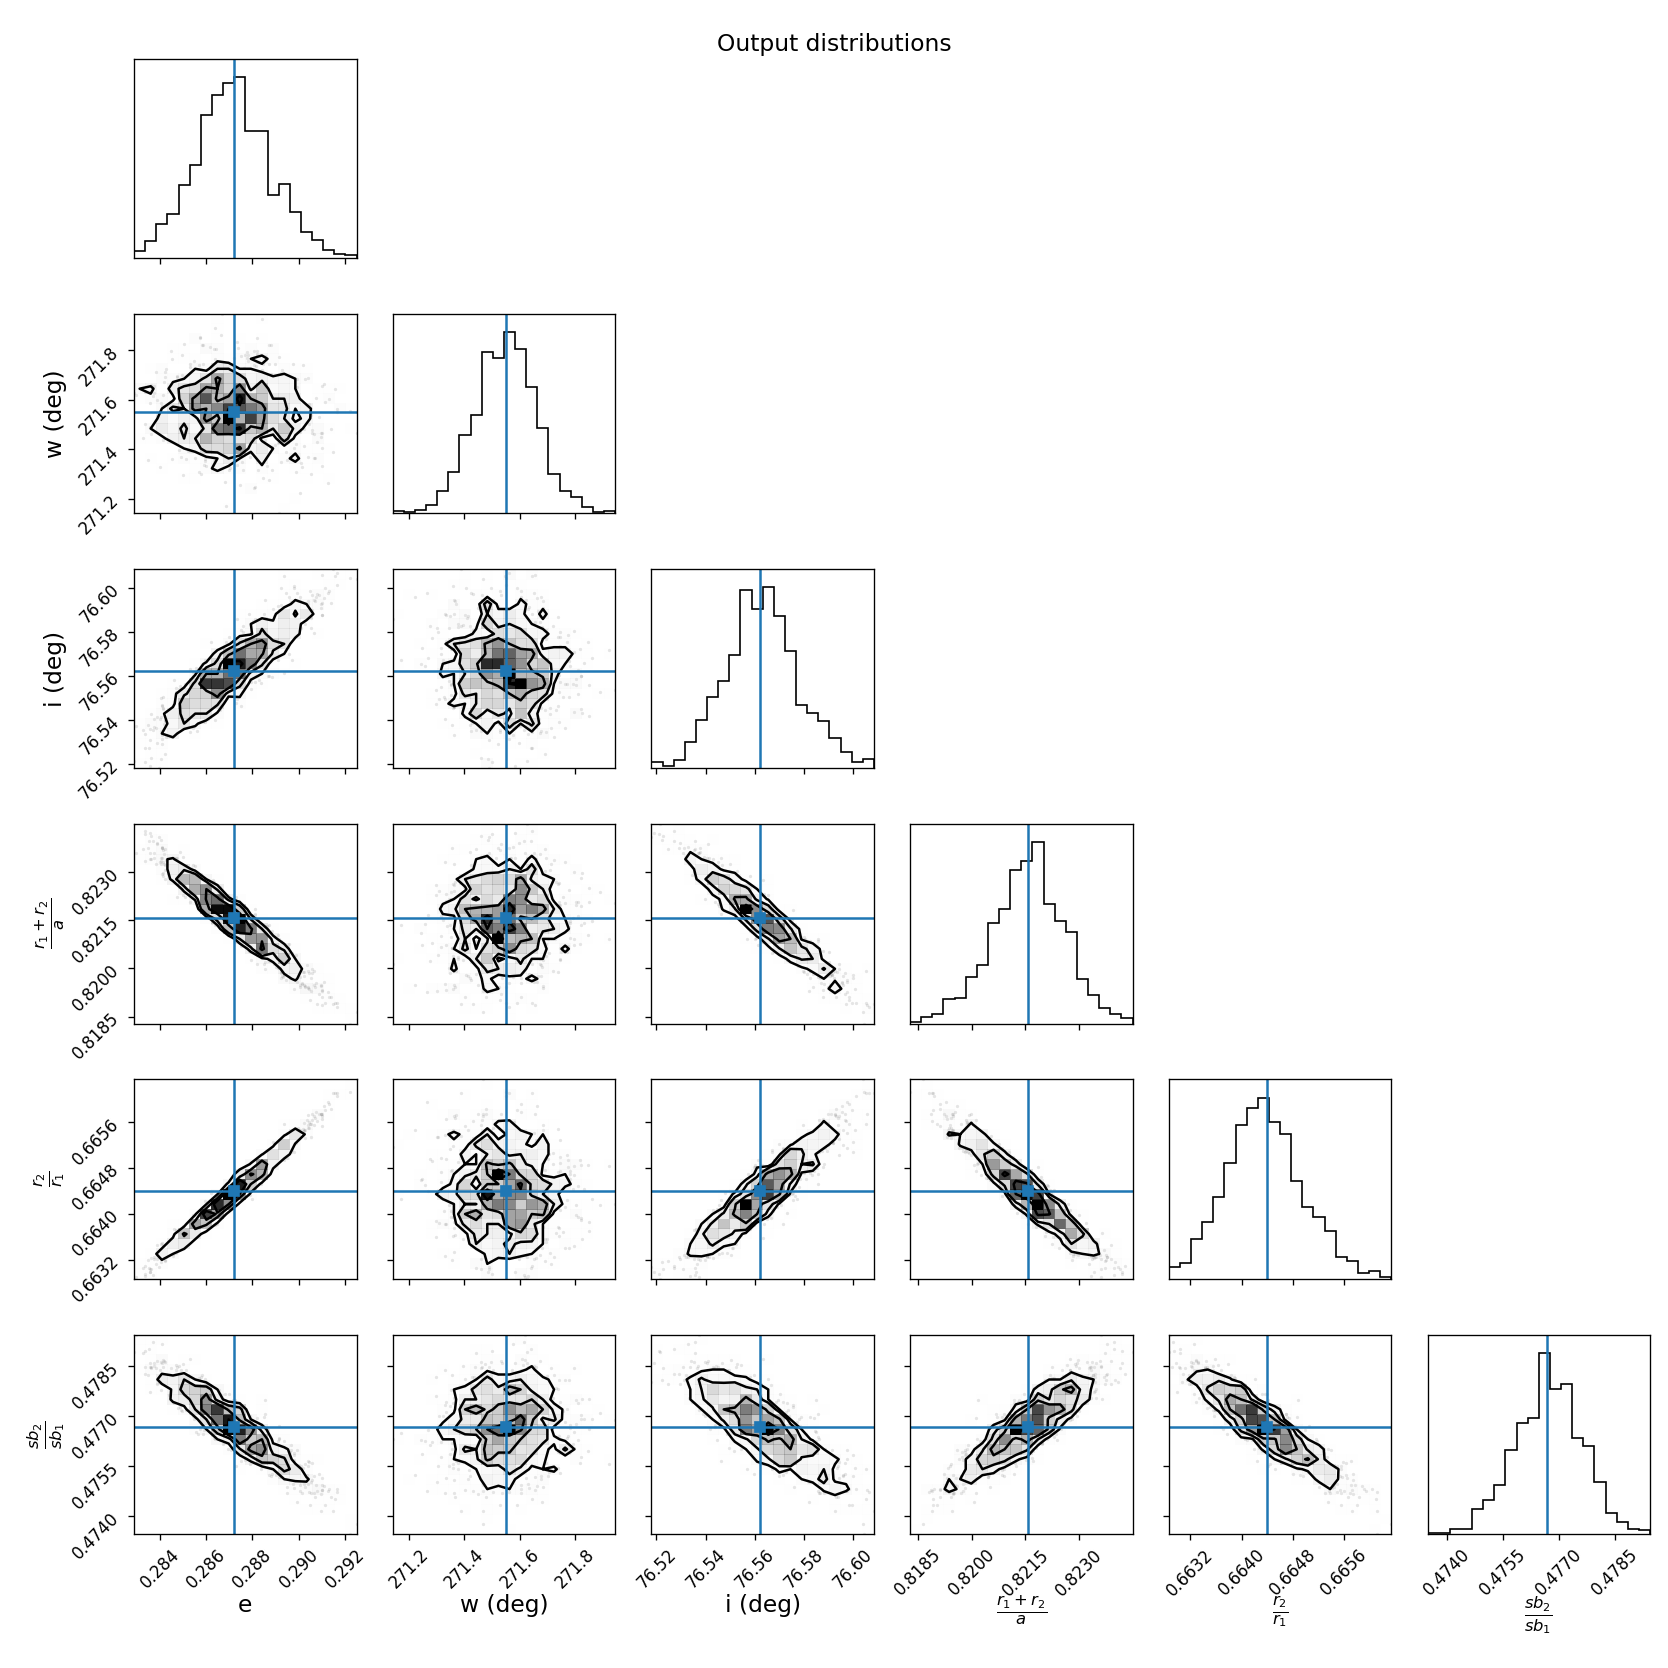 Output distributions
w (deg)
271.8
271.6
271.4
271.2
i (deg)
76.60
76.58
76.56
76.54
76.52
r₁ + r₂
a
0.8230
0.8215
0.8200
0.8185
r₂
r₁
0.6656
0.6648
0.6640
0.6632
sb₂
sb₁
0.4785
0.4770
0.4755
0.4740
0.284 0.286 0.288 0.290 0.292 271.2 271.4 271.6 271.8 76.52 76.54 76.56 76.58 76.60 0.8185 0.8200 0.8215 0.8230 0.6632 0.6640 0.6648 0.6656 0.4740 0.4755 0.4770 0.4785
e w (deg) i (deg) r₁ + r₂ r₂ sb₂
a r₁ sb₁